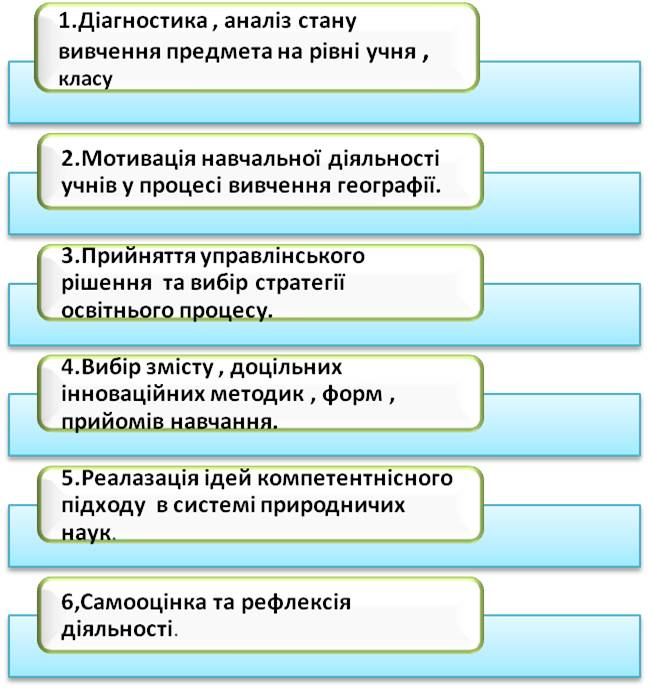 1.Діагностика , аналіз стану
вивчення предмета на рівні учня ,
класу
2.Мотивація навчальної діяльності
учнів у процесі вивчення географії.
3.Прийняття управлінського
рішення та вибір стратегії
освітнього процесу.
4.Вибір змісту , доцільних
інноваційних методик , форм ,
прийомів навчання.
5.Реалазація ідей компетентнісного
підходу в системі природничих
наук.
6,Самооцінка та рефлексія
діяльності.